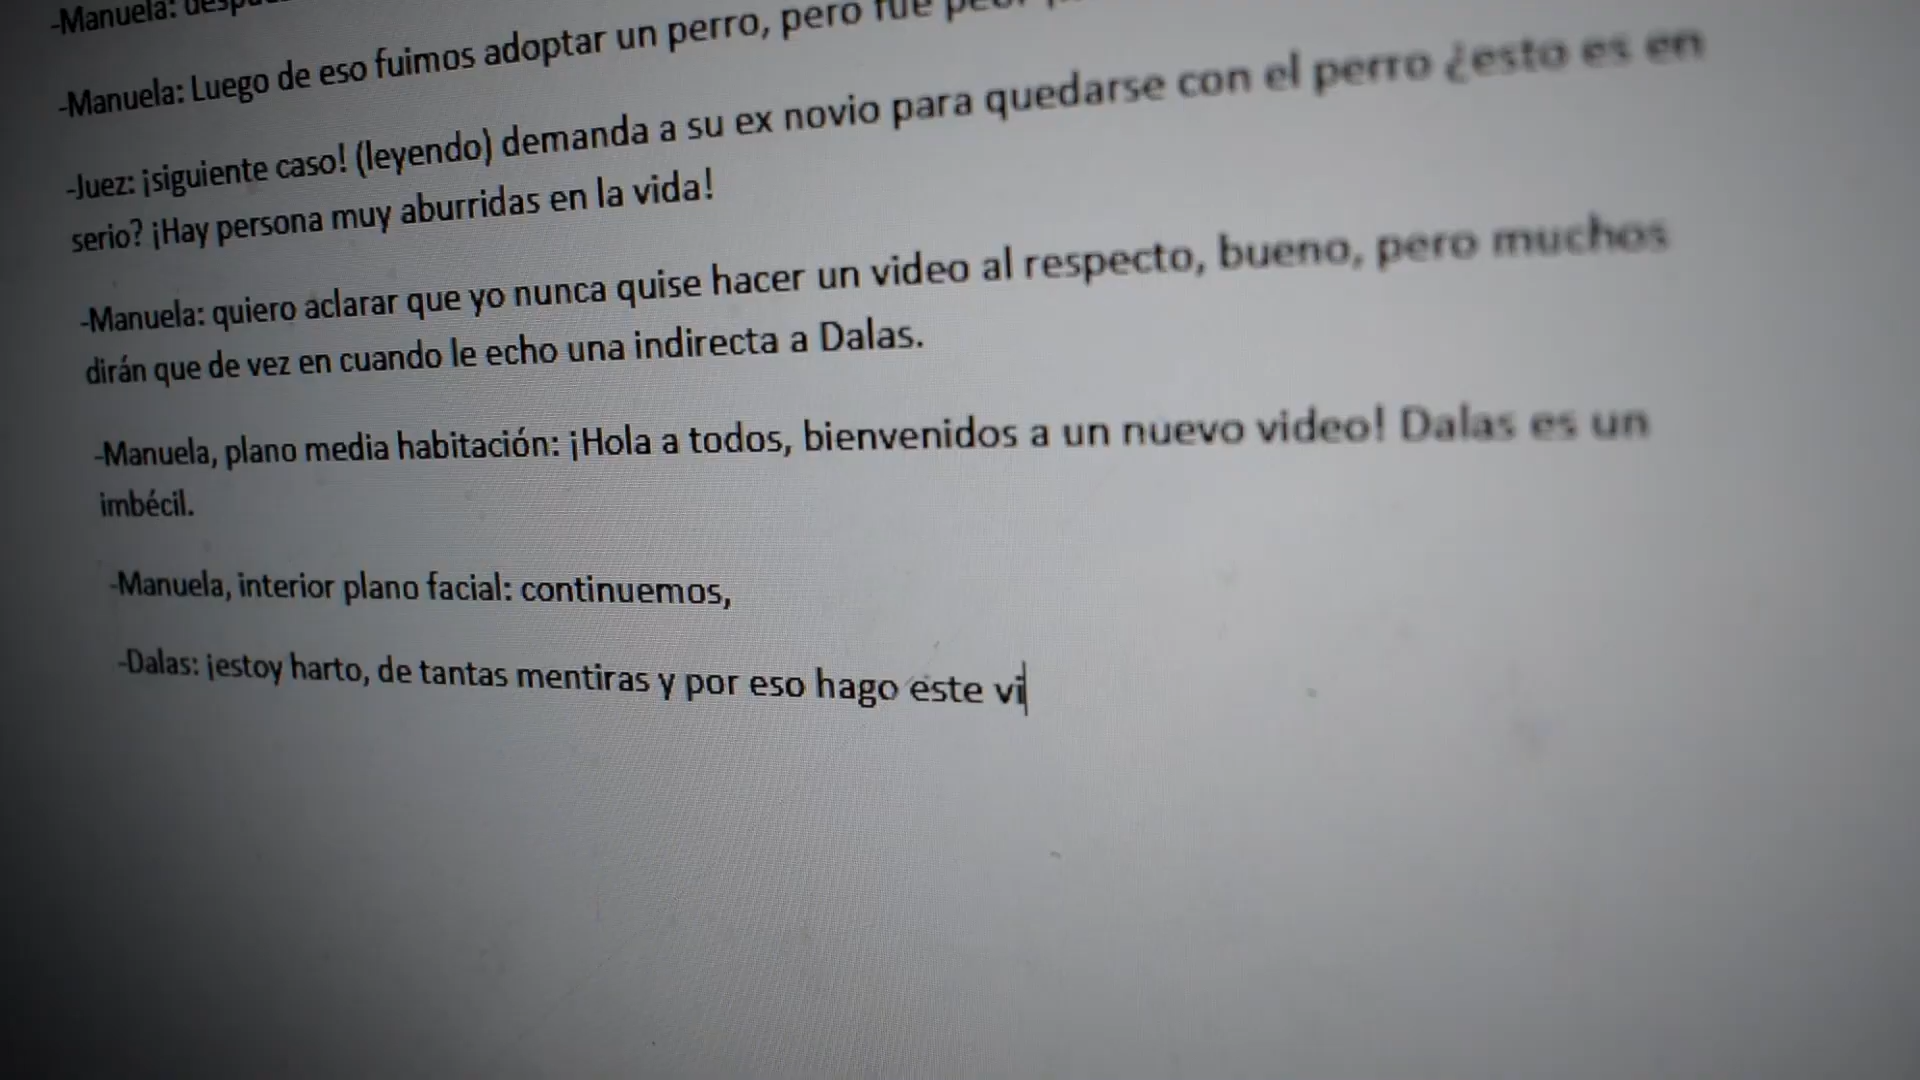 -Manuela:
-Manuela: Luego de eso fuimos adoptar un perro, pero fue
-Juez: ¡siguiente caso! (leyendo) demanda a su ex novio para quedarse con el perro ¿esto es en
serio? ¡Hay persona muy aburridas en la vida!
-Manuela: quiero aclarar que yo nunca quise hacer un video al respecto, bueno, pero muchos
dirán que de vez en cuando le echo una indirecta a Dalas.
-Manuela, plano media habitación: ¡Hola a todos, bienvenidos a un nuevo video! Dalas es un
imbécil.
-Manuela, interior plano facial: continuemos,
-Dalas: ¡estoy harto, de tantas mentiras y por eso hago este vi